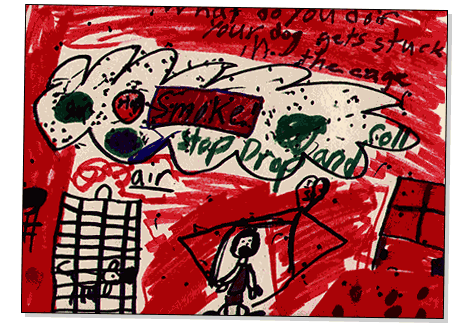 What do you do if
your dog gets stuck
in the cage
Smoke!
Stop Drop and Roll
air